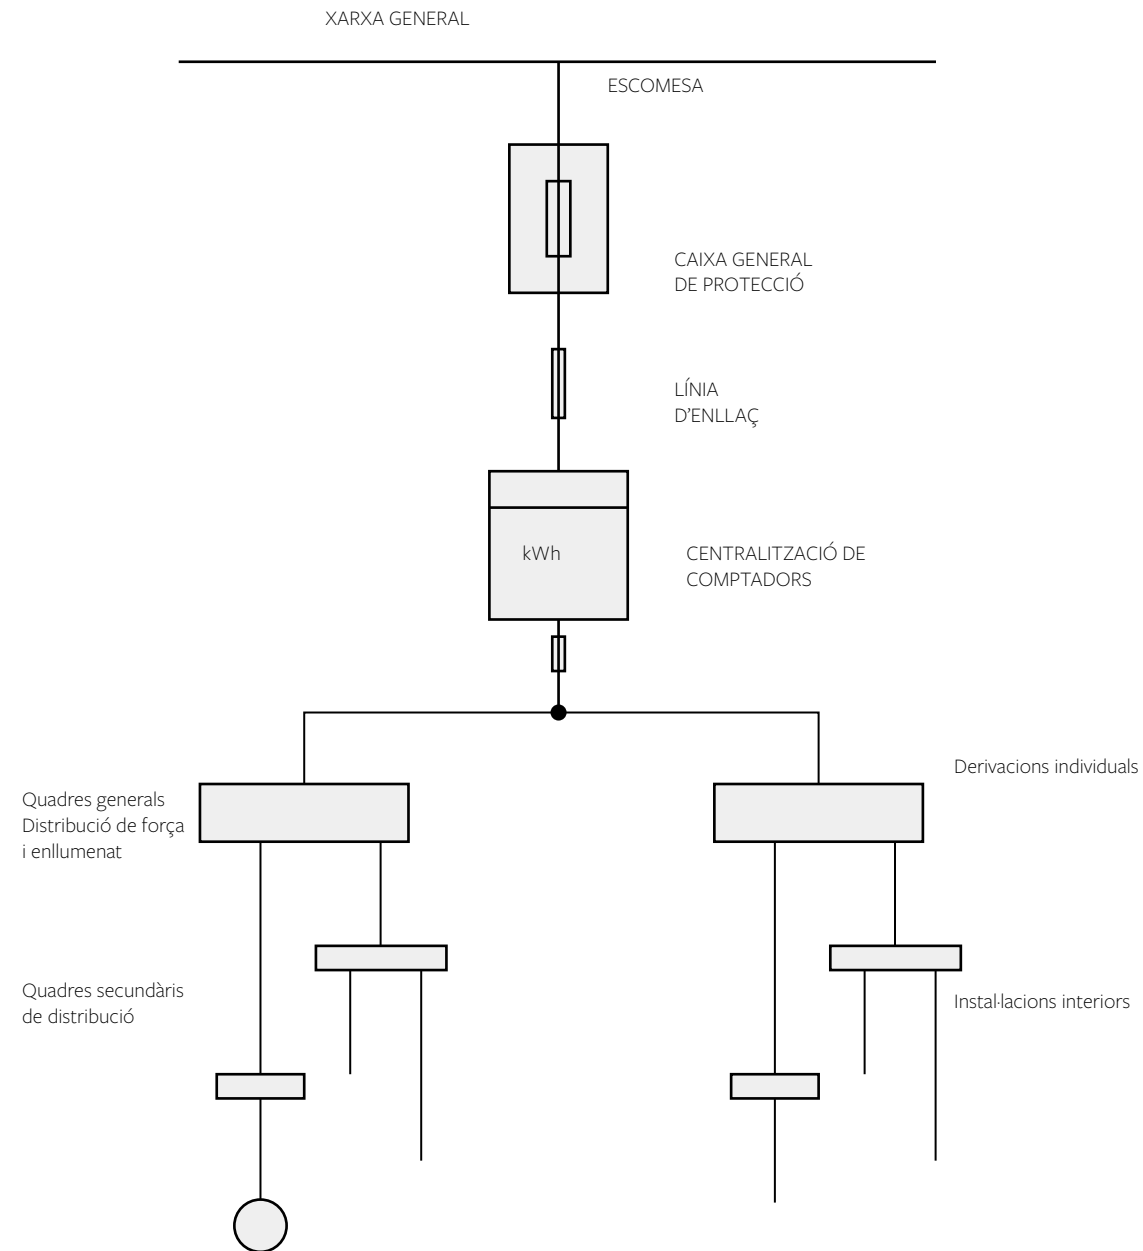 XARXA GENERAL
ESCOMESA
CAIXA GENERAL
DE PROTECCIÓ
LÍNIA
D’ENLLAÇ
kWh
CENTRALITZACIÓ DE
COMPTADORS
Derivacions individuals
Quadres generals
Distribució de força
i enllumenat
Quadres secundàris
de distribució
Instal·lacions interiors